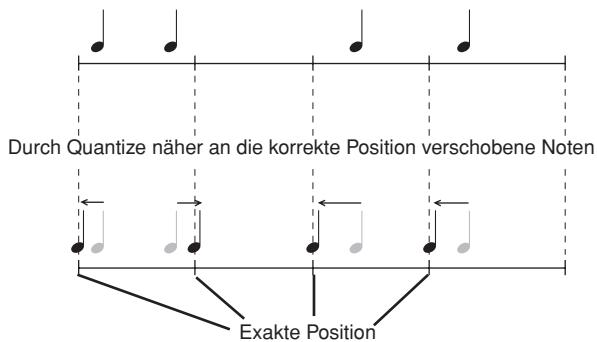 Durch Quantize näher an die korrekte Position verschobene Noten
Exakte Position